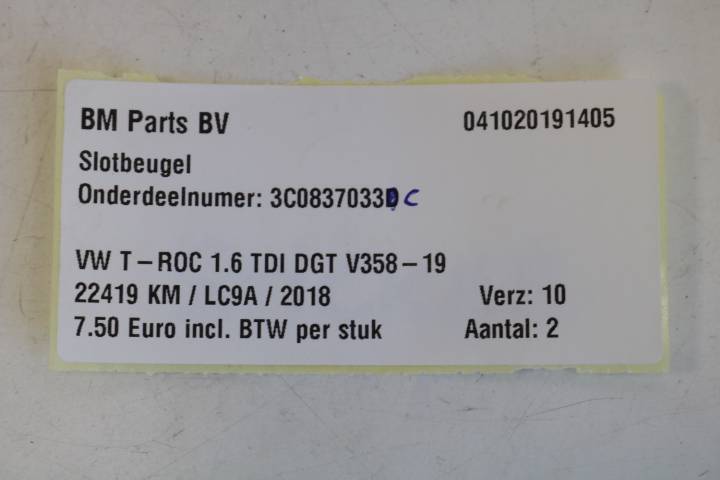 BM Parts BV 041020191405
Slotbeugel
Onderdeelnumer: 3C0837033D C
VW T-ROC 1.6 TDI DGT V358-19
22419 KM / LC9A / 2018 Verz: 10
7.50 Euro incl. BTW per stuk Aantal: 2